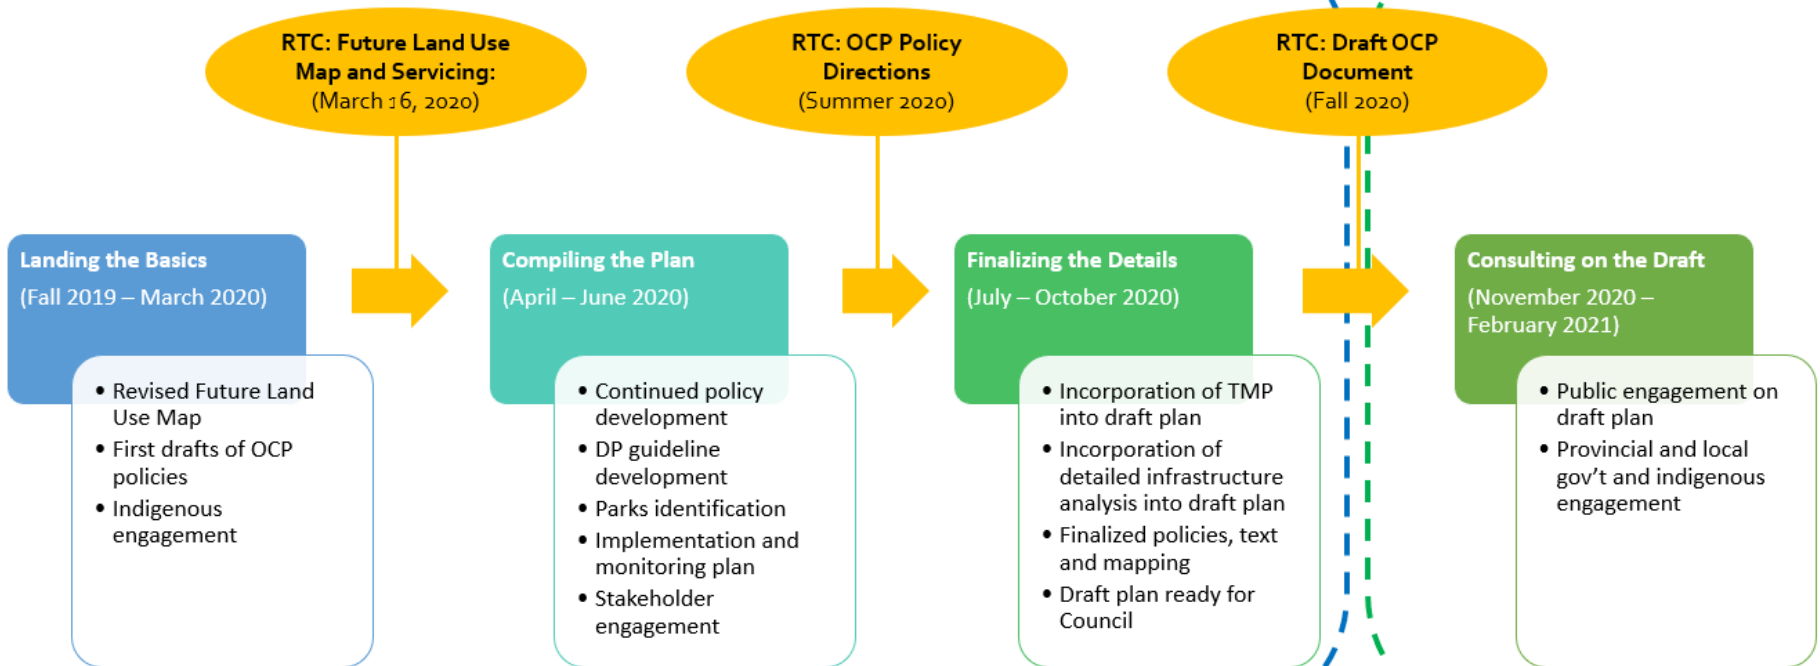 RTC: Future Land Use
Map and Servicing:
(March 16, 2020)
RTC: OCP Policy
Directions
(Summer 2020)
RTC: Draft OCP
Document
(Fall 2020)
Landing the Basics
(Fall 2019 – March 2020)
• Revised Future Land
Use Map
• First drafts of OCP
policies
• Indigenous
engagement
Compiling the Plan
(April – June 2020)
• Continued policy
development
• DP guideline
development
• Parks identification
• Implementation and
monitoring plan
• Stakeholder
engagement
Finalizing the Details
(July – October 2020)
• Incorporation of TMP
into draft plan
• Incorporation of
detailed infrastructure
analysis into draft plan
• Finalized policies, text
and mapping
• Draft plan ready for
Council
Consulting on the Draft
(November 2020 –
February 2021)
• Public engagement on
draft plan
• Provincial and local
gov't and indigenous
engagement